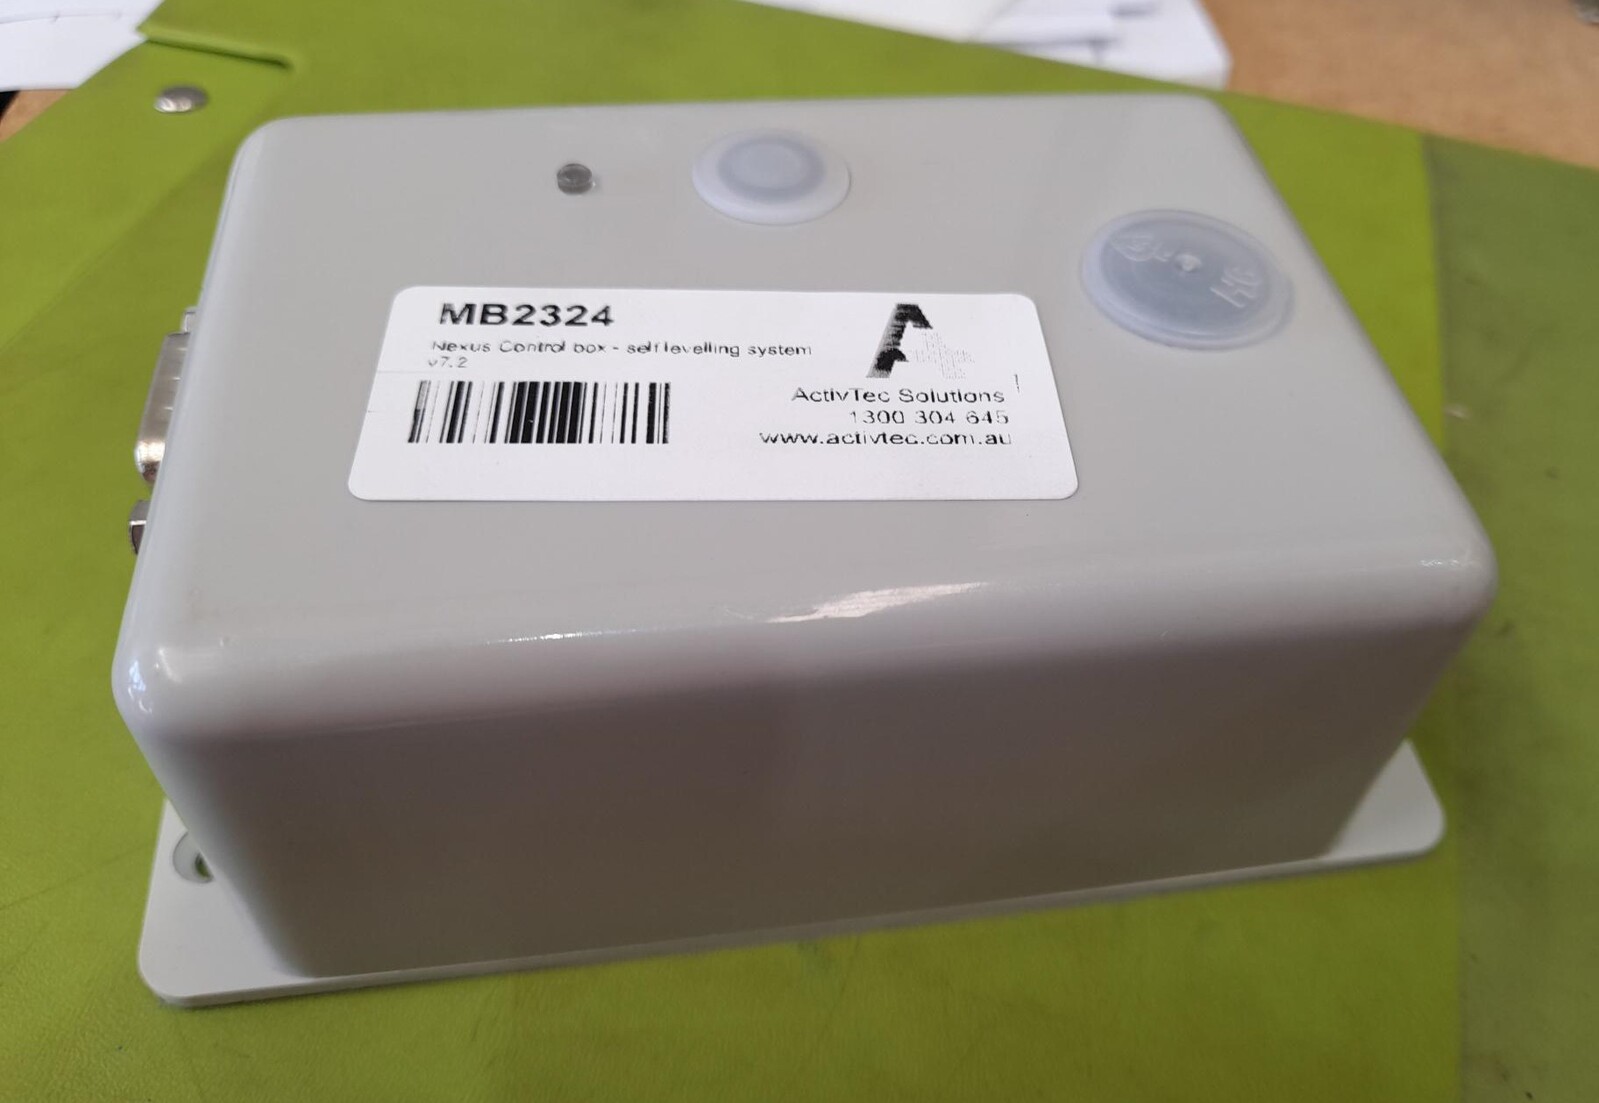 MB2324
Nexus Control box - self levelling system
v7.2
A
ActivTec Solutions
1300 304 645
www.activtec.com.au